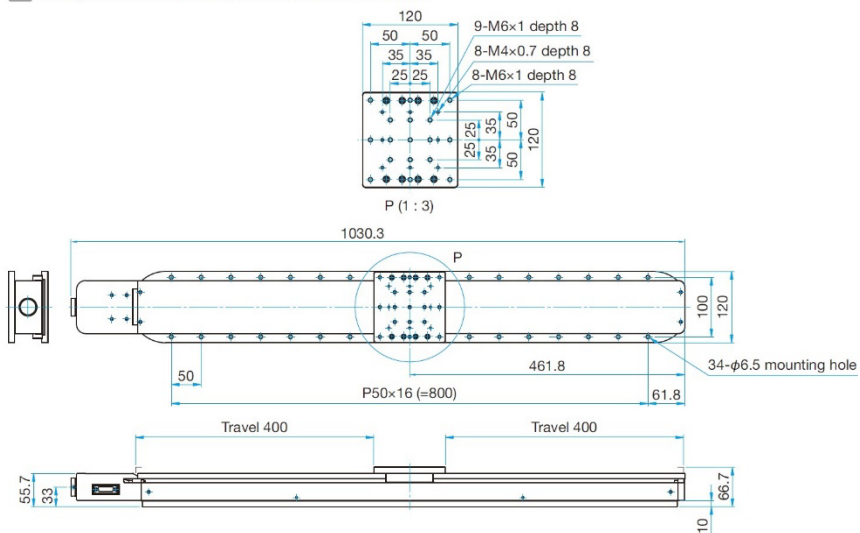 120
50 50
35 35
25 25
9-M6×1 depth 8
8-M4×0.7 depth 8
8-M6×1 depth 8
25 35 50
25 35 50
120
P (1 : 3)
1030.3
P
100
120
50
461.8
34-φ6.5 mounting hole
P50×16 (=800)
61.8
Travel 400
Travel 400
55.7
33
66.7
10